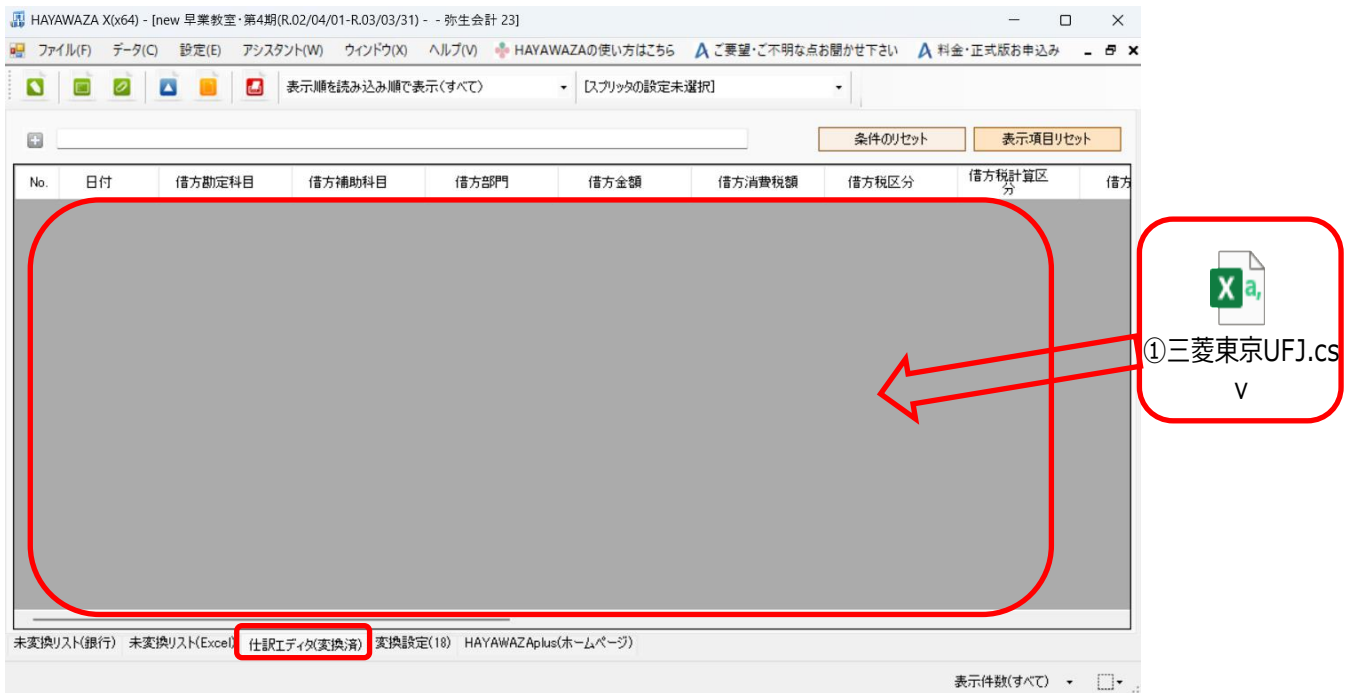 HAYAWAZA X(x64) - [new 早業教室・第4期(R.02/04/01-R.03/03/31) - - 弥生会計 23]
ファイル(F) データ(C) 設定(E) アシスタント(W) ウィンドウ(X) ヘルプ(V) HAYAWAZAの使い方はこちら ご要望・ご不明な点お聞かせ下さい 料金・正式版お申込み
表示順を読み込み順で表示(すべて) [スプリッタの設定未選択]
条件のリセット 表示項目リセット
No. 日付 借方勘定科目 借方補助科目 借方部門 借方金額 借方消費税額 借方税区分 借方税計算区
分 借方
①三菱東京UFJ.cs
v
未変換リスト(銀行) 未変換リスト(Excel) 仕訳エディタ(変換済) 変換設定(18) HAYAWAZAplus(ホームページ)
表示件数(すべて)